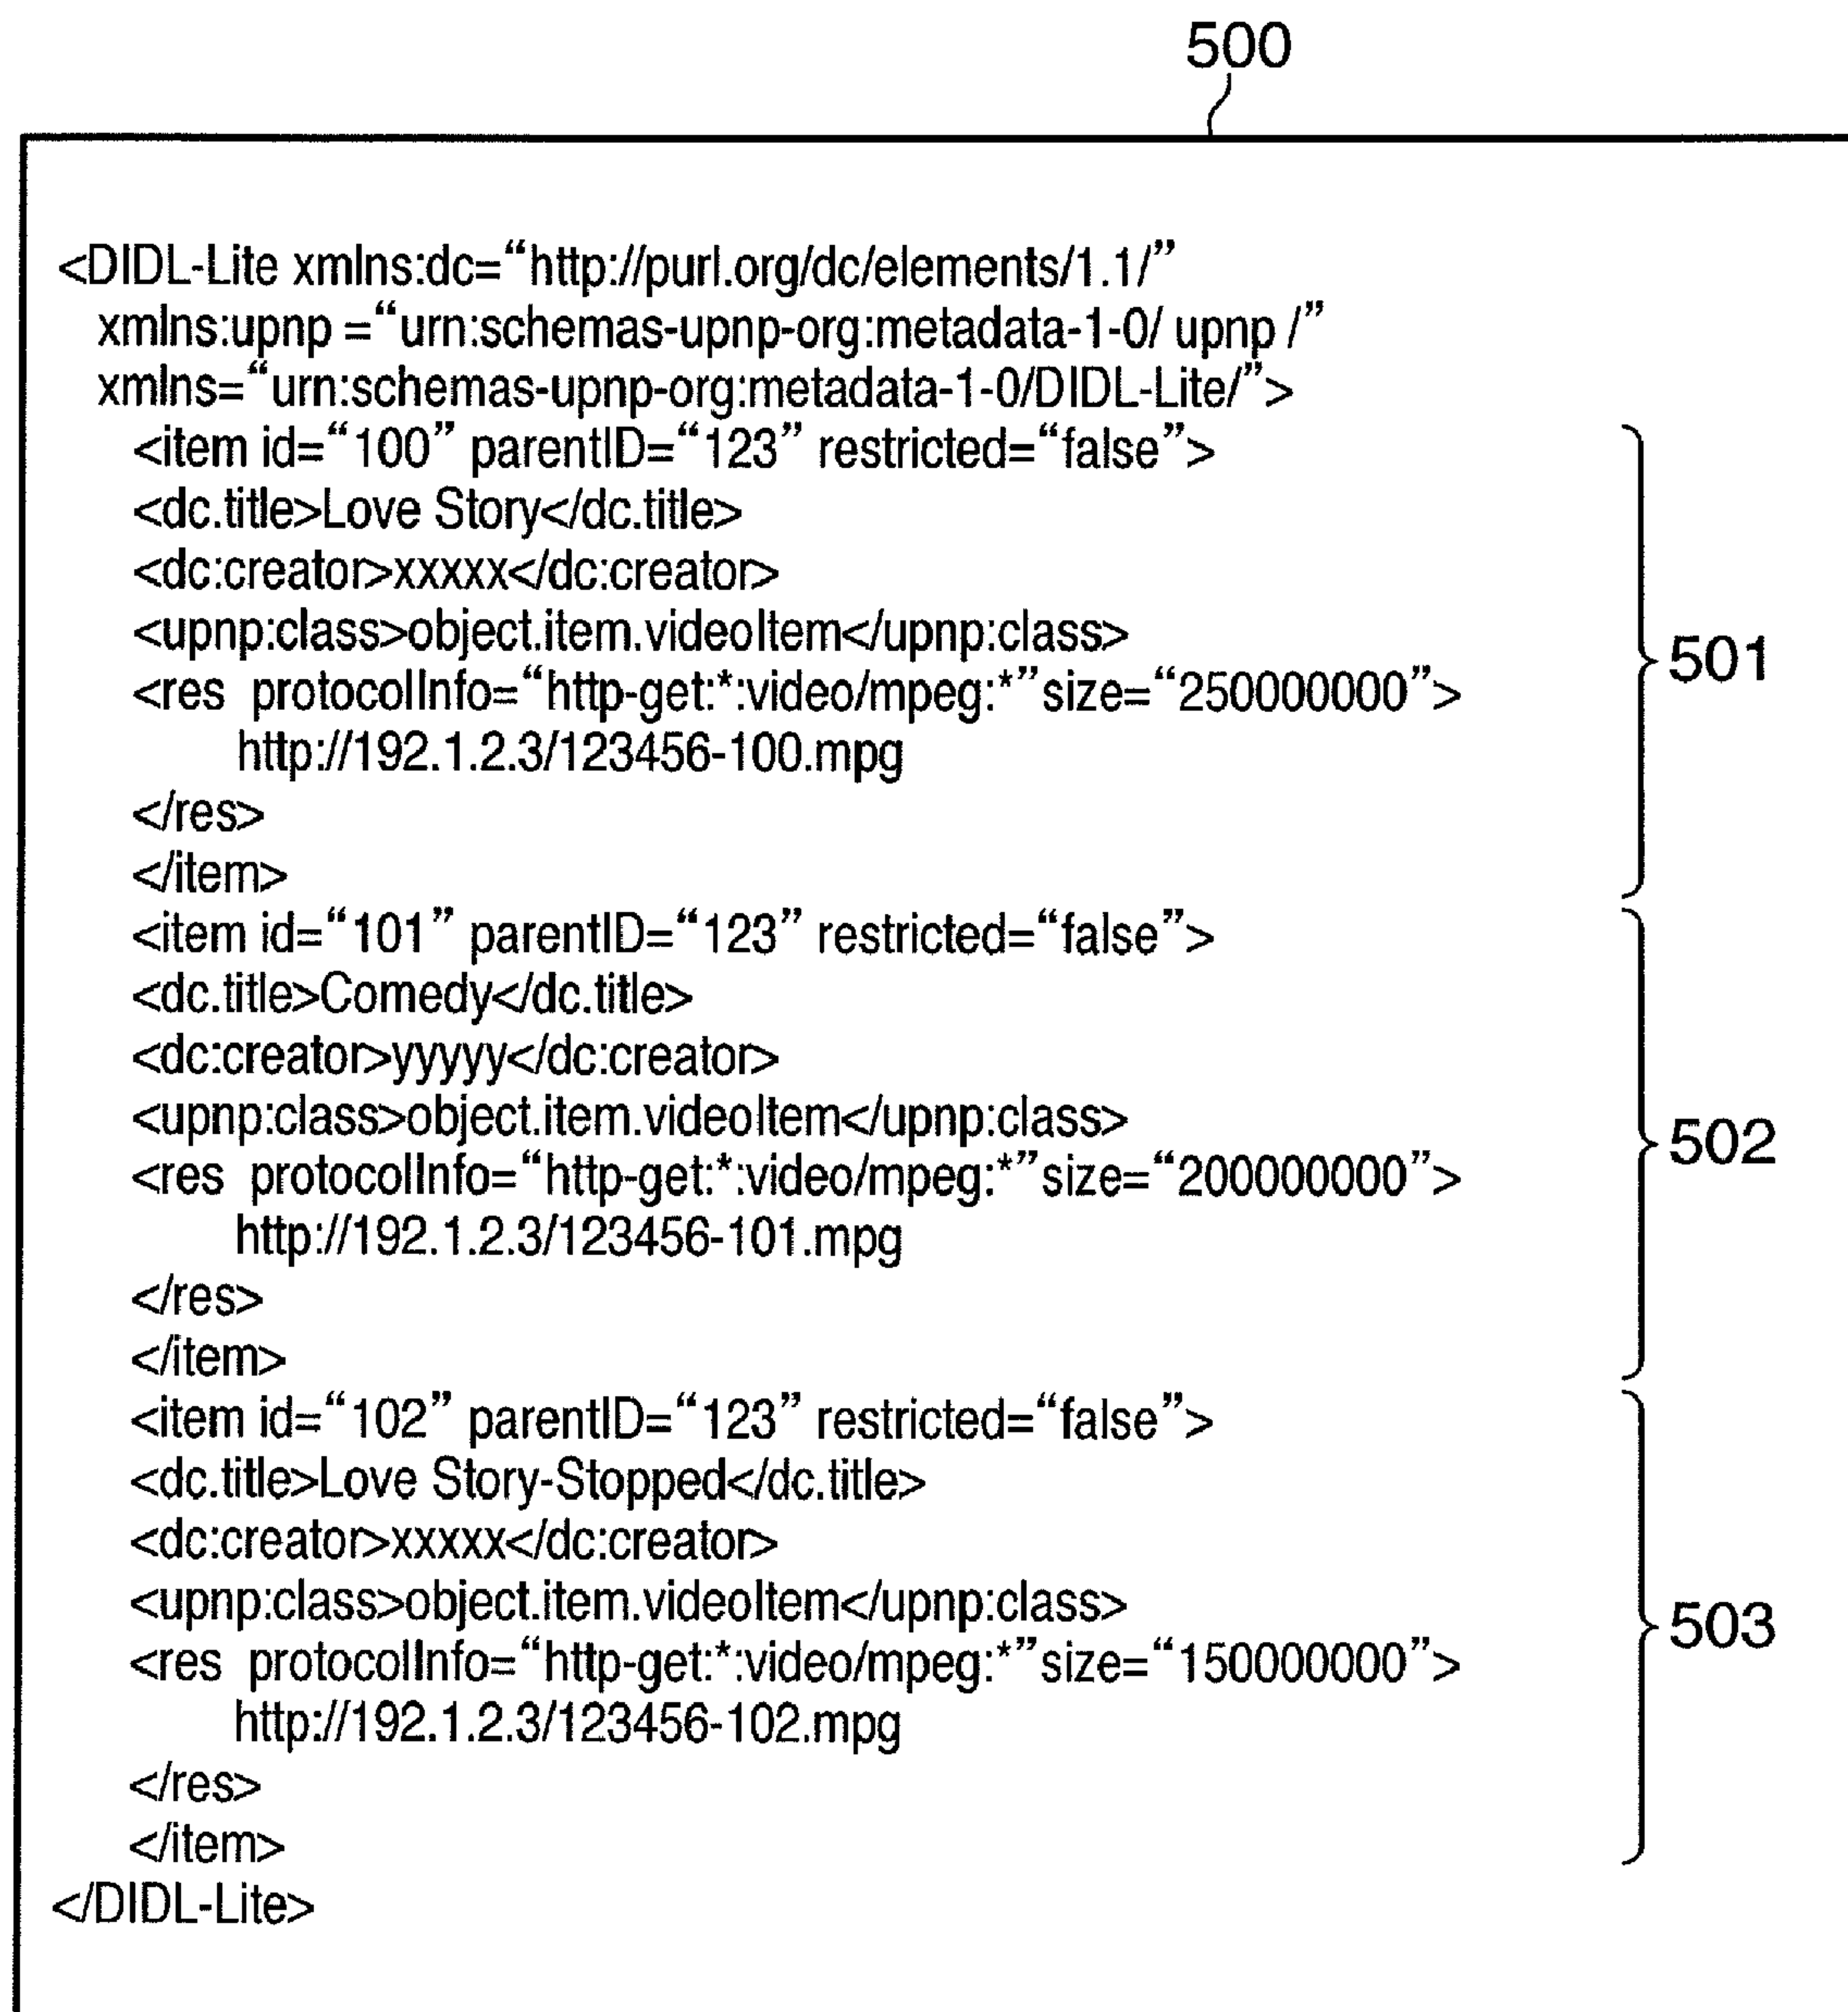 500
<DIDL-Lite xmlns:dc=“http://purl.org/dc/elements/1.1/”
xmlns:upnp =“urn:schemas-upnp-org:metadata-1-0/ upnp /”
xmlns=“urn:schemas-upnp-org:metadata-1-0/DIDL-Lite/”>
<item id=“100” parentID=“123” restricted=“false”>
<dc.title>Love Story</dc.title>
<dc:creator>xxxxx</dc:creator>
<upnp:class>object.item.videoItem</upnp:class>
<res protocolInfo=“http-get:*:video/mpeg:*”size=“250000000”>
501
http://192.1.2.3/123456-100.mpg
</res>
</item>
<item id=“101” parentID=“123” restricted=“false”>
<dc.title>Comedy</dc.title>
<dc:creator>yyyyy</dc:creator>
<upnp:class>object.item.videoItem</upnp:class>
502
<res protocolInfo=“http-get:*:video/mpeg:*”size=“200000000”>
http://192.1.2.3/123456-101.mpg
</res>
</item>
<item id=“102” parentID=“123” restricted=“false”>
<dc.title>Love Story-Stopped</dc.title>
<dc:creator>xxxxx</dc:creator>
<upnp:class>object.item.videoItem</upnp:class>
503
<res protocolInfo=“http-get:*:video/mpeg:*”size=“150000000”>
http://192.1.2.3/123456-102.mpg
</res>
</item>
</DIDL-Lite>